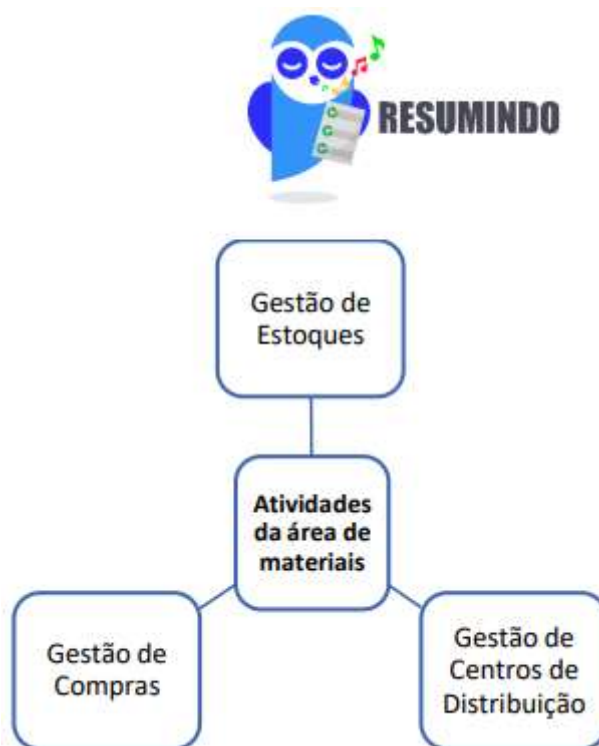 RESUMINDO
Gestão de
Estoques
Atividades
da área de
materiais
Gestão de
Compras
Gestão de
Centros de
Distribuição